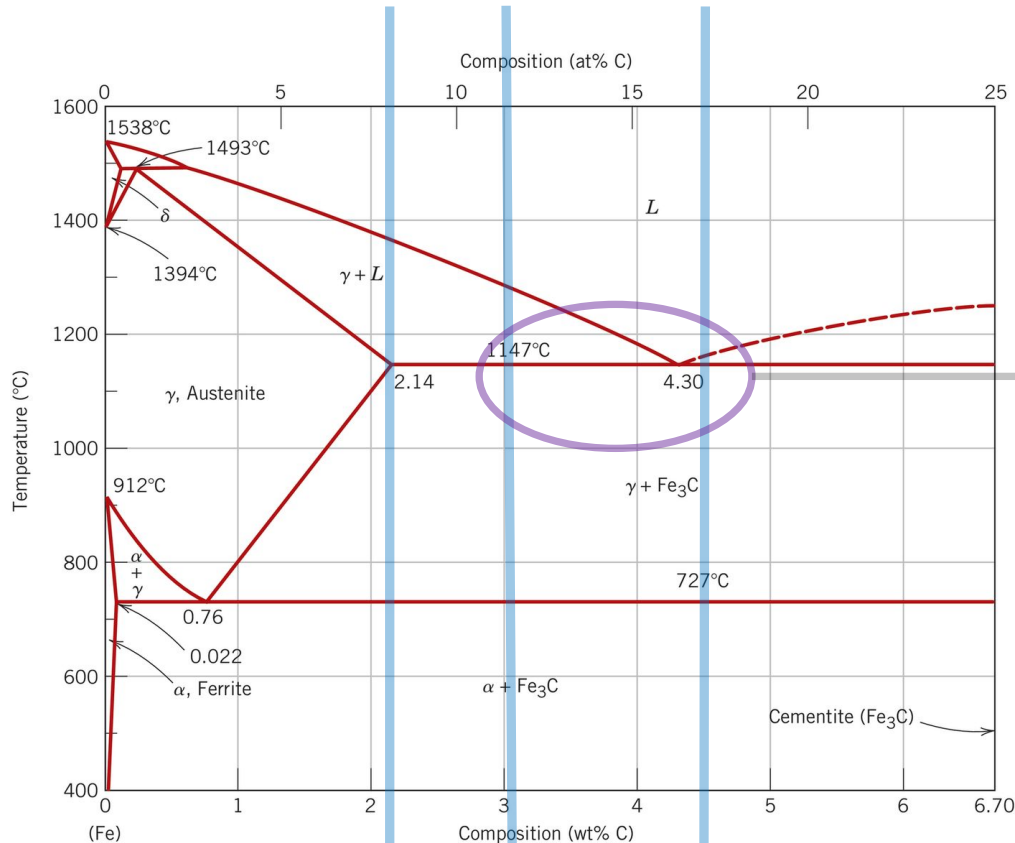 Composition (at% C)
0 5 10 15 20 25
1600
1538°C
1493°C
L
δ
1400
1394°C
γ + L
1200
1147°C
2.14
4.30
γ, Austenite
Temperature (°C)
1000
912°C
γ + Fe₃C
α
+
γ
800
727°C
0.76
0.022
600
α, Ferrite
α + Fe₃C
Cementite (Fe₃C)
400
0 1 2 3 4 5 6 6.70
(Fe)
Composition (wt% C)